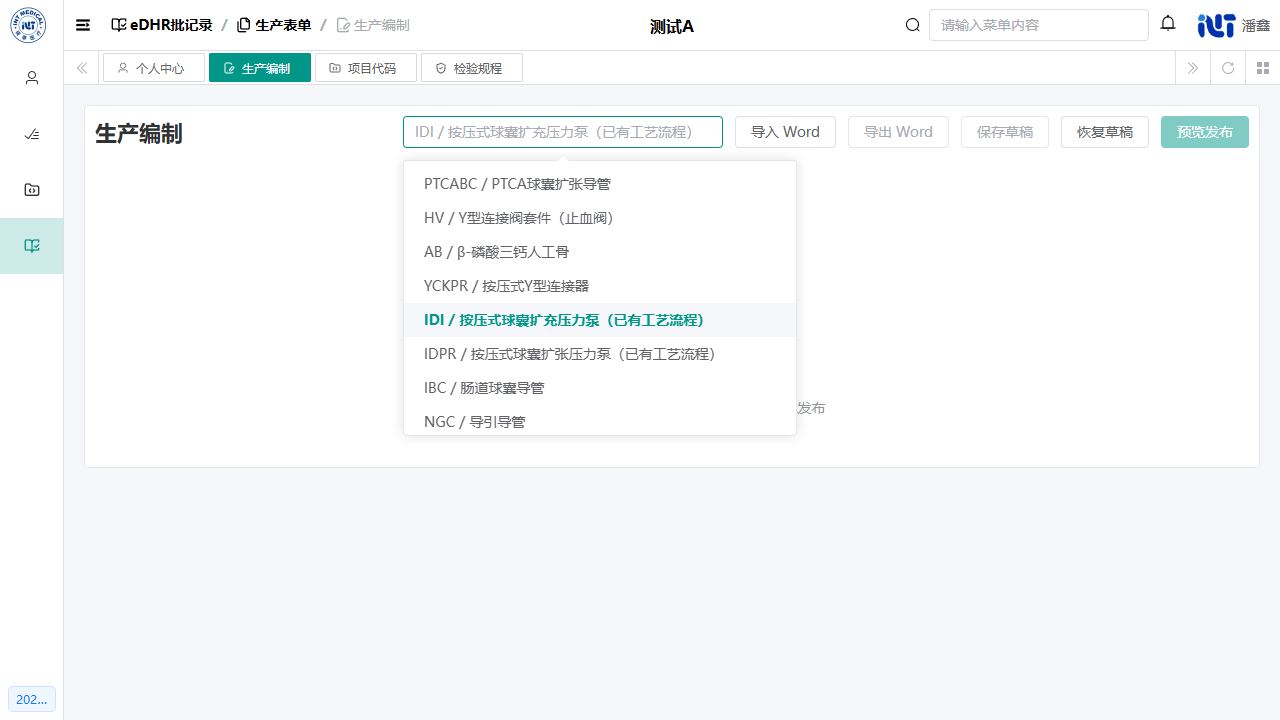 eDHR批记录 / 生产表单 / 生产编制
测试A
请输入菜单内容
潘鑫
个人中心
生产编制
项目代码
检验规程
生产编制
IDI / 按压式球囊扩充压力泵（已有工艺流程）
导入 Word
导出 Word
保存草稿
恢复草稿
预览发布
PTCABC / PTCA球囊扩张导管
HV / Y型连接阀套件（止血阀）
AB / β-磷酸三钙人工骨
YCKPR / 按压式Y型连接器
IDI / 按压式球囊扩充压力泵（已有工艺流程）
IDPR / 按压式球囊扩张压力泵（已有工艺流程）
IBC / 肠道球囊导管
发布
NGC / 导引导管
202...